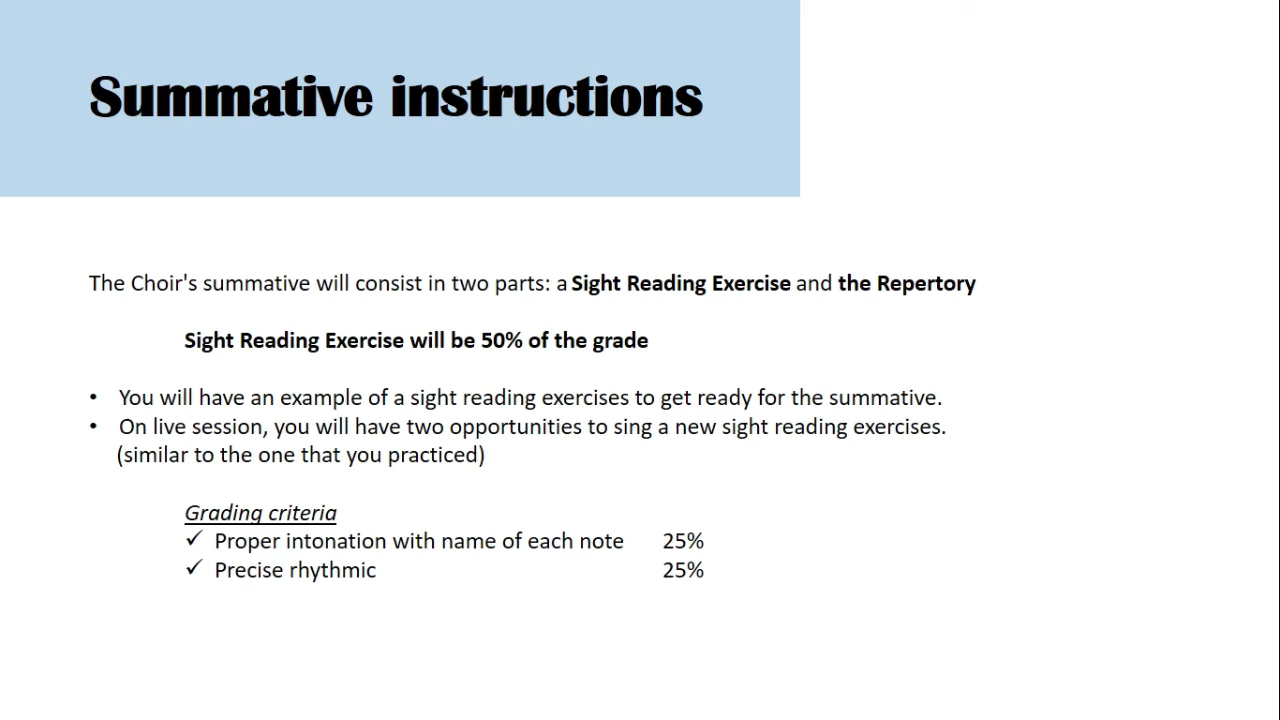 Summative instructions
The Choir's summative will consist in two parts: a Sight Reading Exercise and the Repertory
Sight Reading Exercise will be 50% of the grade
• You will have an example of a sight reading exercises to get ready for the summative.
• On live session, you will have two opportunities to sing a new sight reading exercises.
(similar to the one that you practiced)
Grading criteria
✓ Proper intonation with name of each note 25%
✓ Precise rhythmic 25%